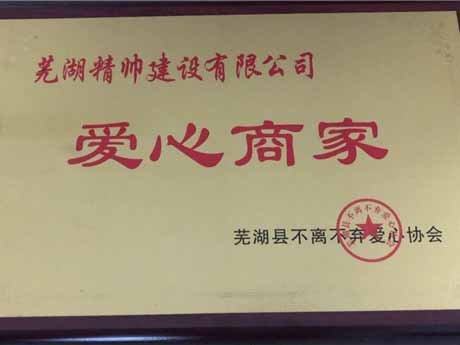 芜湖精帅建设有限公司
爱心商家
芜湖县不离不弃爱心协会